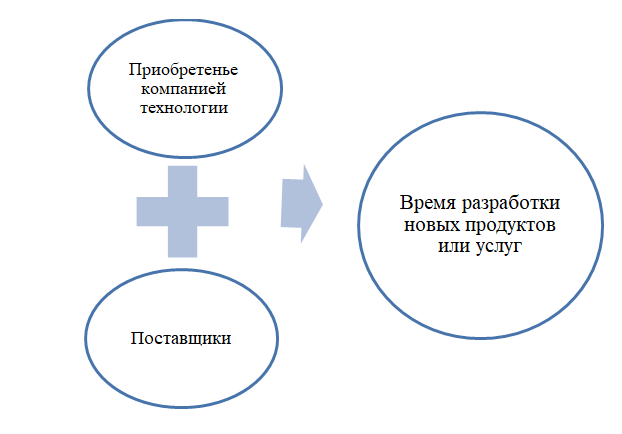 Приобретенье
компанией
технологии
Время разработки
новых продуктов
или услуг
Поставщики